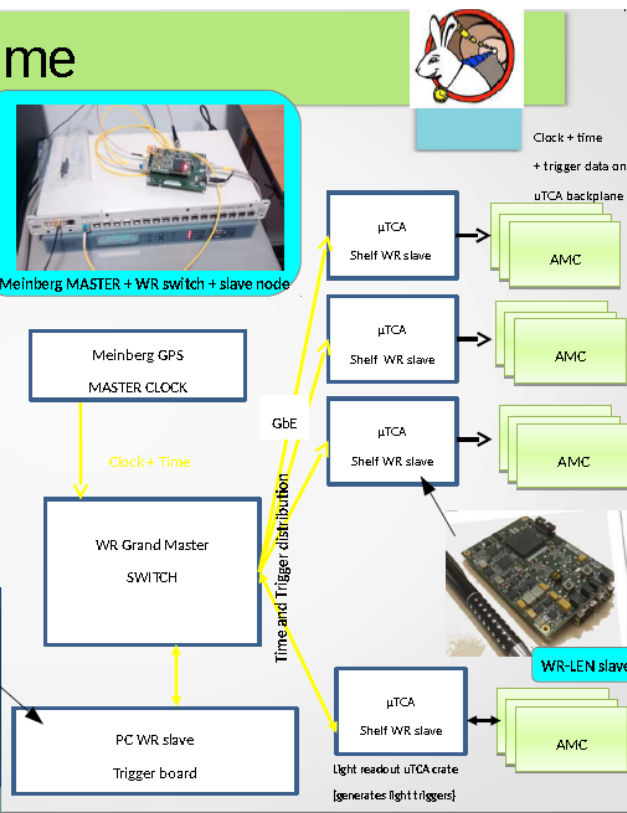 me
Clock + time
+ trigger data on
uTCA backplane
Meinberg MASTER + WR switch + slave node
µTCA
Shelf WR slave
AMC
µTCA
Shelf WR slave
AMC
Meinberg GPS
MASTER CLOCK
GbE
µTCA
Shelf WR slave
AMC
Clock + Time
Time and Trigger distribution
WR Grand Master
SWITCH
WR-LEN slave
µTCA
Shelf WR slave
AMC
PC WR slave
Trigger board
Light readout uTCA crate
(generates light triggers)